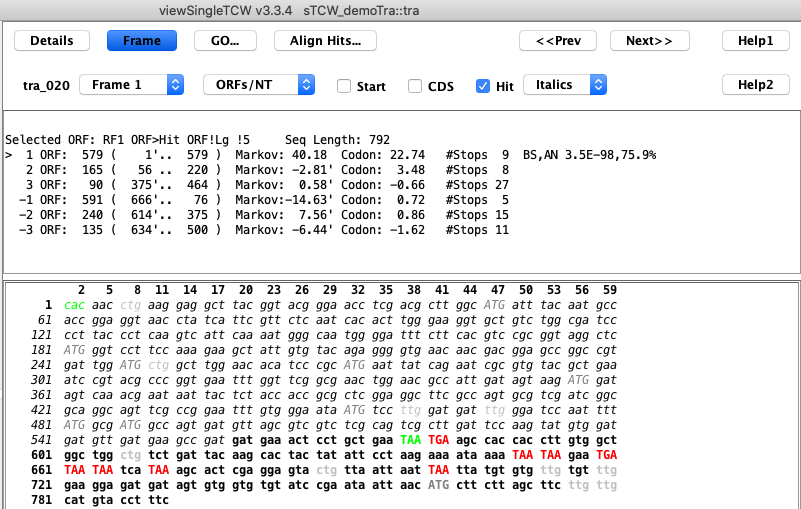 viewSingleTCW v3.3.4 sTCW_demoTra::tra
Details Frame GO... Align Hits... <<Prev Next>> Help1
tra_020 Frame 1 ORFs/NT Start CDS Hit Italics Help2
Selected ORF: RF1 ORF>Hit ORF!Lg !5 Seq Length: 792
> 1 ORF: 579 ( 1'.. 579 ) Markov: 40.18 Codon: 22.74 #Stops 9 BS,AN 3.5E-98,75.9%
2 ORF: 165 ( 56 .. 220 ) Markov: -2.81' Codon: 3.48 #Stops 8
3 ORF: 90 ( 375'.. 464 ) Markov: 0.58' Codon: -0.66 #Stops 27
-1 ORF: 591 ( 666'.. 76 ) Markov:-14.63' Codon: 0.72 #Stops 5
-2 ORF: 240 ( 614'.. 375 ) Markov: 7.56' Codon: 0.86 #Stops 15
-3 ORF: 135 ( 634'.. 500 ) Markov: -6.44' Codon: -1.62 #Stops 11
2 5 8 11 14 17 20 23 26 29 32 35 38 41 44 47 50 53 56 59
1 cac aac ctg aag gag gct tac ggt acg gga acc tcg acg ctt ggc ATG att tac aat gcc
61 acc gga ggt aac cta tca ttc gtt ctc aat cac act tgg gaa ggt gct gtc tgg cga tcc
121 cct tac cct caa gtc att caa aat ggg caa tgg gga ttt ttc cac gtc cgc ggt agg ctc
181 ATG ggt cct tcc aaa gaa gct att gtg tac aga ggg gtg aac aac gac gga gcc ggc cgt
241 gat tgg ATG ctg gct tgg aac aca tcc cgc ATG aat tat cag aat cgc gtg tac gct gaa
301 atc cgt acg ccc ggt gaa ttt ggt cgc gcg aac tgg aac gcc att gat agt aag ATG gat
361 agt caa acg aat aat tac tct acc acc gcg gct agg ctt gcc agt gcg tcg atc ggc
421 gca ggc agt tcg ccg aaa ttt gtg tgg aat ATG tcc ttg gat gat ttg gga tcc aat ttt
481 ATG gcg ATG acc agt gat gtt agc gtc gtc tcg cag tcg ctt gat tcc aag tat gtg gat
541 gat gtt gat gaa gcc gat gat gaa act cct gct gaa TAA TGA agc cac cac ctt gtg gct
601 ggc tgg ctg tct gat tac aag cac tac tat att cct aag aaa ata aaa TAA TAA gaa TGA
661 TAA TAA tca TAA agc act cga gga gta ctg tta att aat TAA tta tgt gtg ttg tgt ttg
721 gaa gga gat gat agt gtg gtg tgt atc cga ata att aac ATG ctt ctt agc ttc ttg ttg
781 cat gta cct ttc